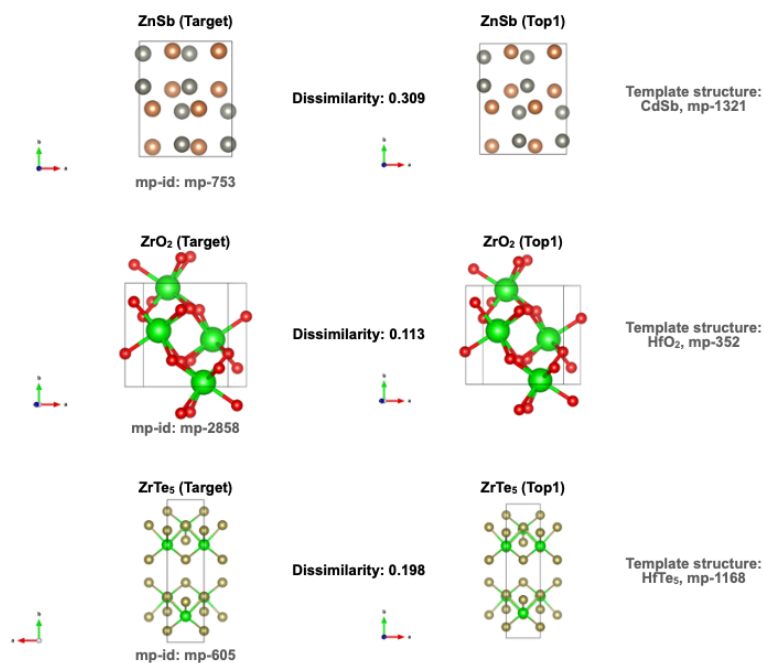 ZnSb (Target)
ZnSb (Top1)
Dissimilarity: 0.309
Template structure:
CdSb, mp-1321
b
a
b
a
mp-id: mp-753
ZrO₂ (Target)
ZrO₂ (Top1)
Dissimilarity: 0.113
Template structure:
HfO₂, mp-352
b
a
b
a
mp-id: mp-2858
ZrTe₅ (Target)
ZrTe₅ (Top1)
Dissimilarity: 0.198
Template structure:
HfTe₅, mp-1168
b
a
b
a
mp-id: mp-605